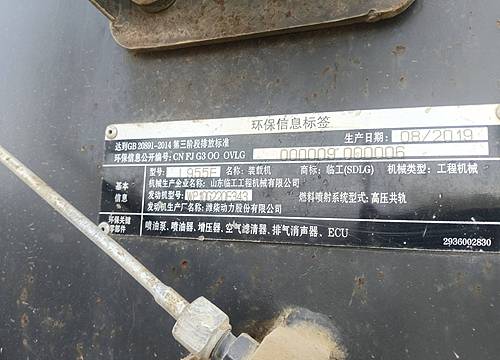 环保信息标签
达到GB 20891-2014 第三阶段排放标准 生产日期: 08/2019
环保信息公开编号: CN FJ G3 OO OVLG 000009 000006
基本信息
型号: L955F 名称: 装载机 商标: 临工(SDLG) 机械类型: 工程机械
机械生产企业名称: 山东临工工程机械有限公司
发动机型号: 燃料喷射系统型式: 高压共轨
发动机生产厂名称: 潍柴动力股份有限公司
环保关键零部件
喷油泵、喷油器、增压器、空气滤清器、排气消声器、ECU
2936002830